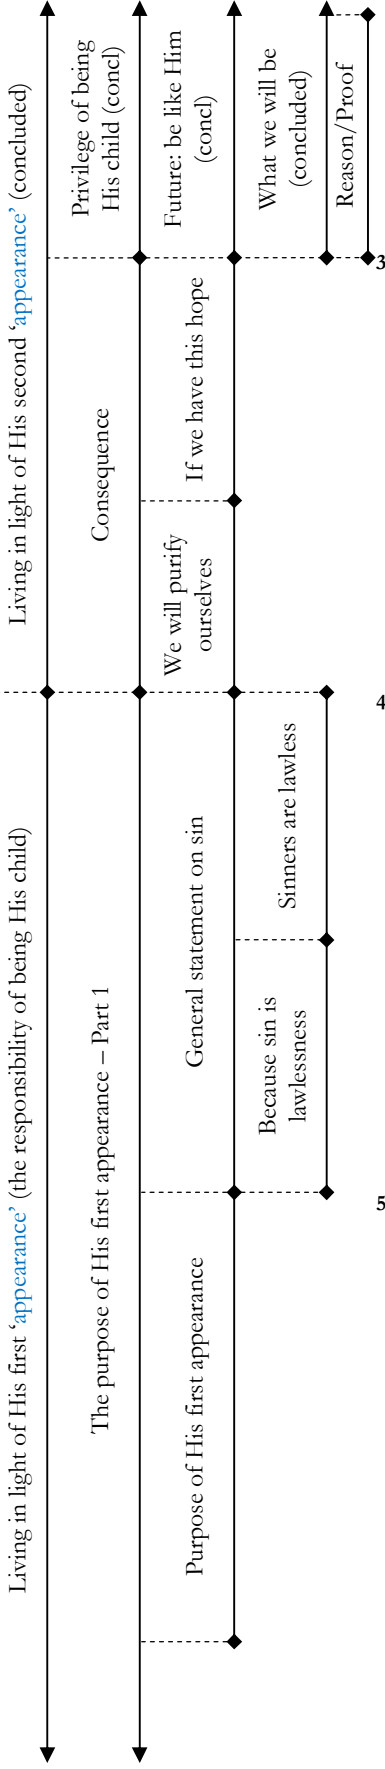 Living in light of His second ‘appearance’ (concluded)
Privilege of being
His child (concl)
Future: be like Him
(concl)
What we will be
(concluded)
Reason/Proof
3
Consequence
If we have this hope
We will purify
ourselves
4
Living in light of His first ‘appearance’ (the responsibility of being His child)
The purpose of His first appearance – Part 1
General statement on sin
Sinners are lawless
Because sin is
lawlessness
5
Purpose of His first appearance